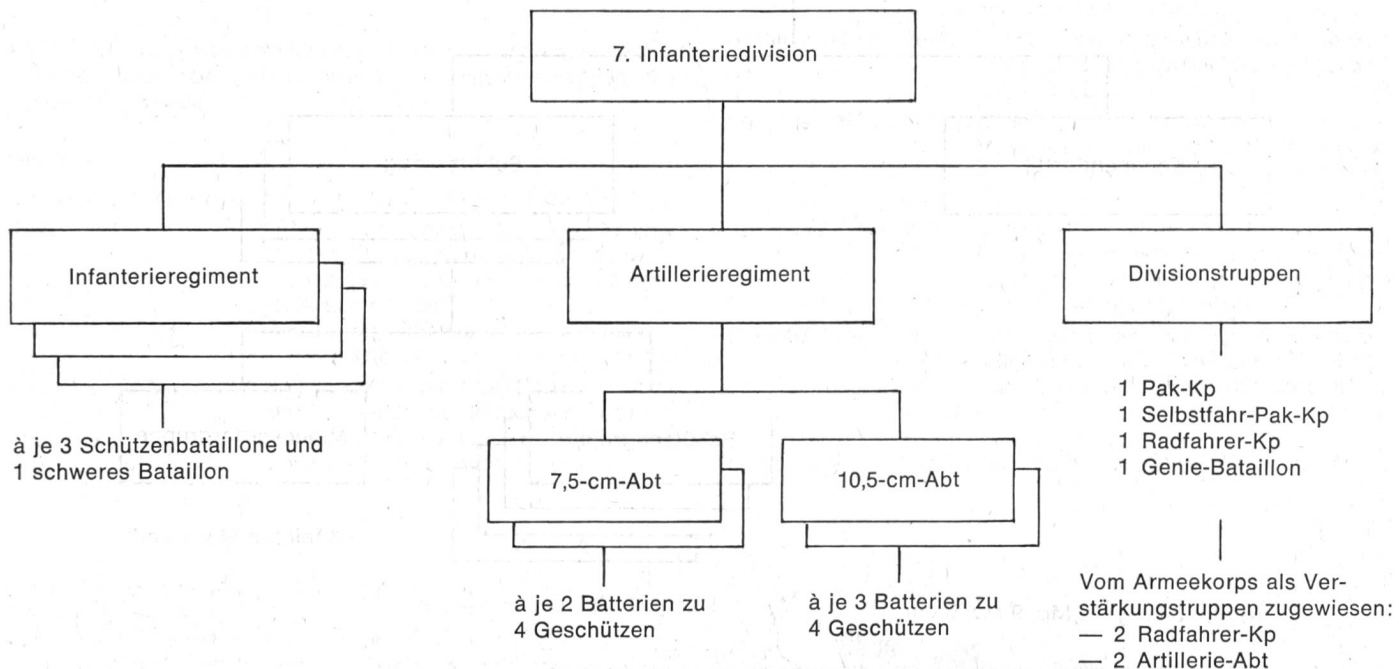 7. Infanteriedivision
Infanterieregiment
Artillerieregiment
Divisionstruppen
à je 3 Schützenbataillone und
1 schweres Bataillon
7,5-cm-Abt
10,5-cm-Abt
à je 2 Batterien zu
4 Geschützen
à je 3 Batterien zu
4 Geschützen
1 Pak-Kp
1 Selbstfahr-Pak-Kp
1 Radfahrer-Kp
1 Genie-Bataillon
Vom Armeekorps als Ver-
stärkungstruppen zugewiesen:
— 2 Radfahrer-Kp
— 2 Artillerie-Abt